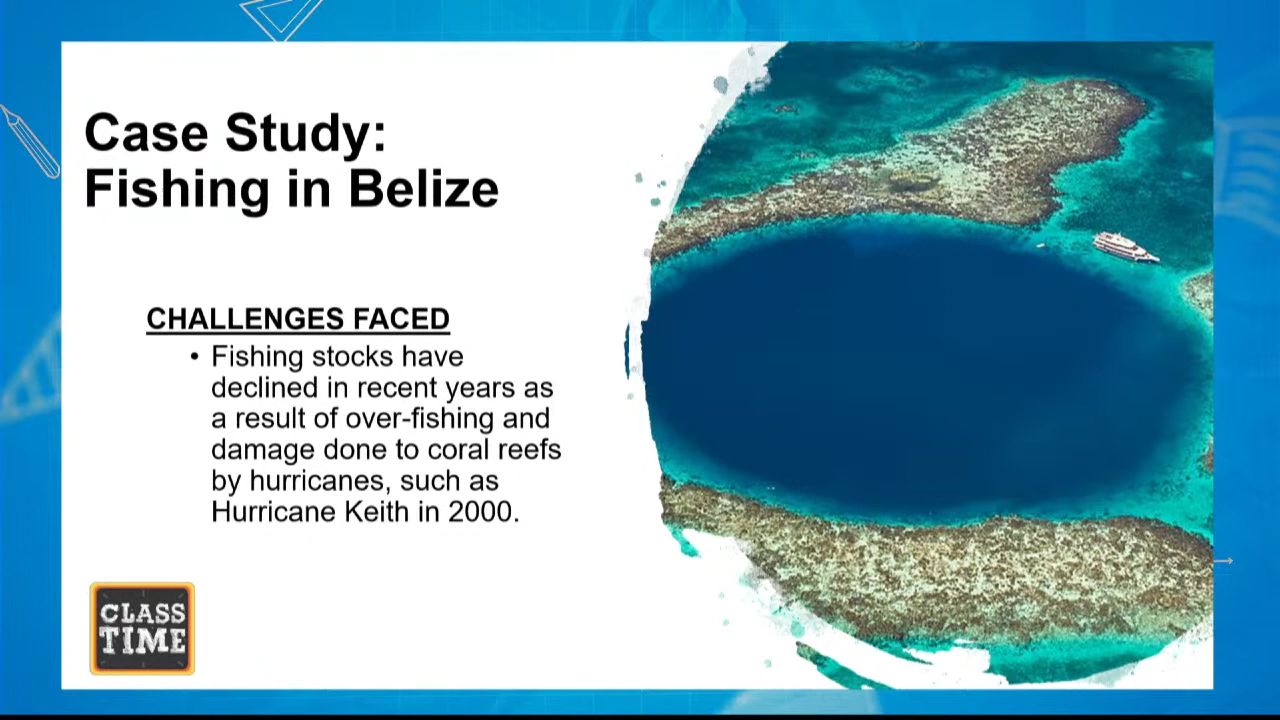 Case Study:
Fishing in Belize
CHALLENGES FACED
• Fishing stocks have
declined in recent years as
a result of over-fishing and
damage done to coral reefs
by hurricanes, such as
Hurricane Keith in 2000.
CLASS
TIME